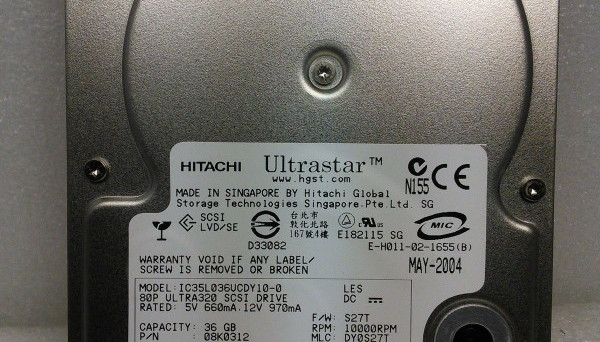 HITACHI Ultrastar™
www.hgst.com
N155 CE
MADE IN SINGAPORE BY Hitachi Global
Storage Technologies Singapore.Pte.Ltd. SG
SCSI
LVD/SE
D33082
台北市
敦化北路
167號4樓
E182115 SG
MIC
E-H011-02-1655(B)
WARRANTY VOID IF ANY LABEL/
SCREW IS REMOVED OR BROKEN
MAY-2004
MODEL: IC35L036UCDY10-0
LES
80P ULTRA320 SCSI DRIVE
DC
RATED: 5V 660mA.12V 970mA
F/W: S27T
CAPACITY: 36 GB
RPM: 10000RPM
P/N : 08K0312
MLC: DY0S27T